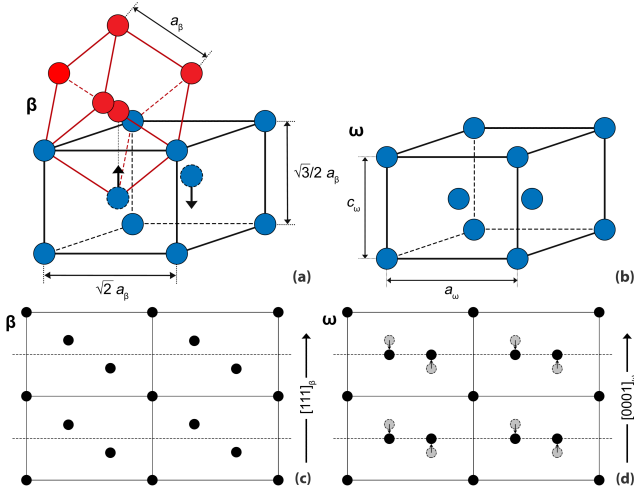 a_β
β
√3/2 a_β
√2 a_β
(a)
ω
c_ω
a_ω
(b)
β
[111]_β
(c)
ω
[0001]_ω
(d)